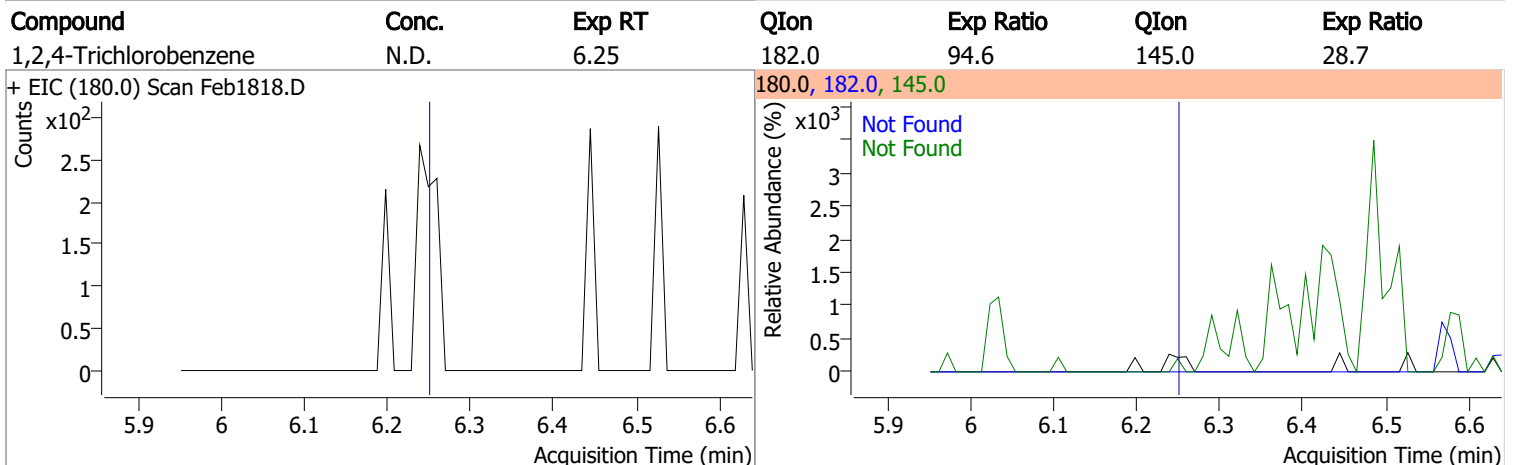 Compound Conc. Exp RT QIon Exp Ratio QIon Exp Ratio
1,2,4-Trichlorobenzene N.D. 6.25 182.0 94.6 145.0 28.7
+ EIC (180.0) Scan Feb1818.D
Counts
x10²
2.5
2
1.5
1
0.5
0
5.9 6 6.1 6.2 6.3 6.4 6.5 6.6
Acquisition Time (min)
180.0, 182.0, 145.0
Relative Abundance (%)
x10³
Not Found
Not Found
3
2.5
2
1.5
1
0.5
0
5.9 6 6.1 6.2 6.3 6.4 6.5 6.6
Acquisition Time (min)